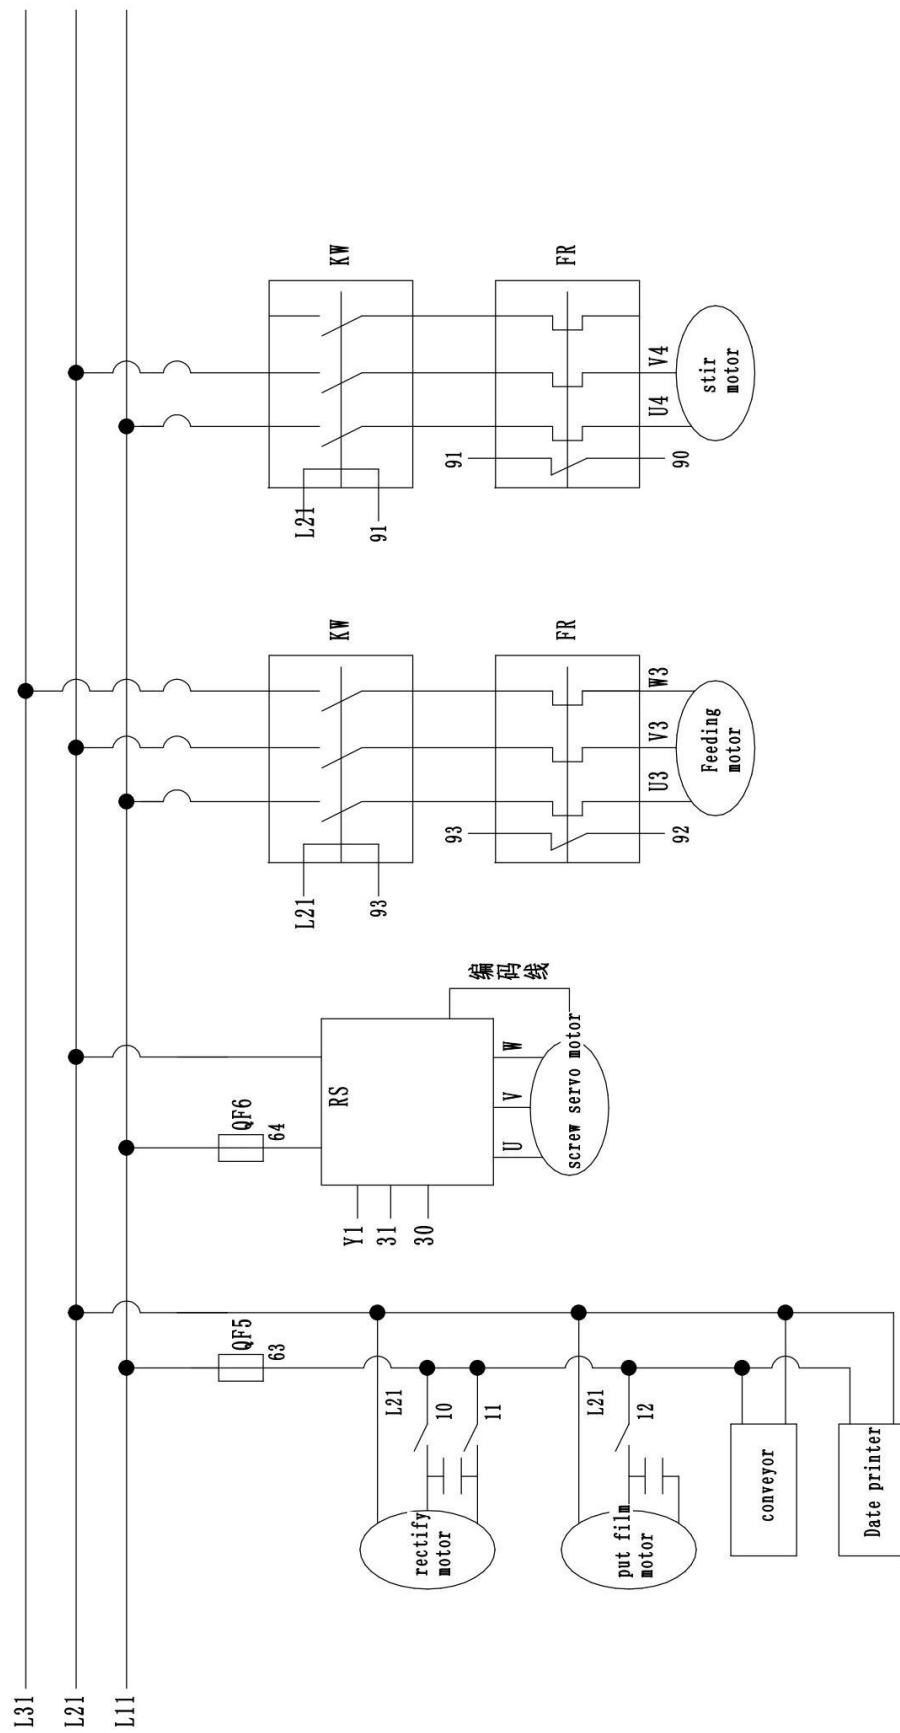 L31
L21
L11
QF5
63
L21
10
11
rectify
motor
L21
12
put film
motor
conveyor
Date printer
QF6
64
RS
Y1
31
30
U
V
W
编码线
screw servo motor
KW
L21
93
FR
93
92
U3
V3
W3
Feeding
motor
KW
L21
91
FR
91
90
U4
V4
stir
motor